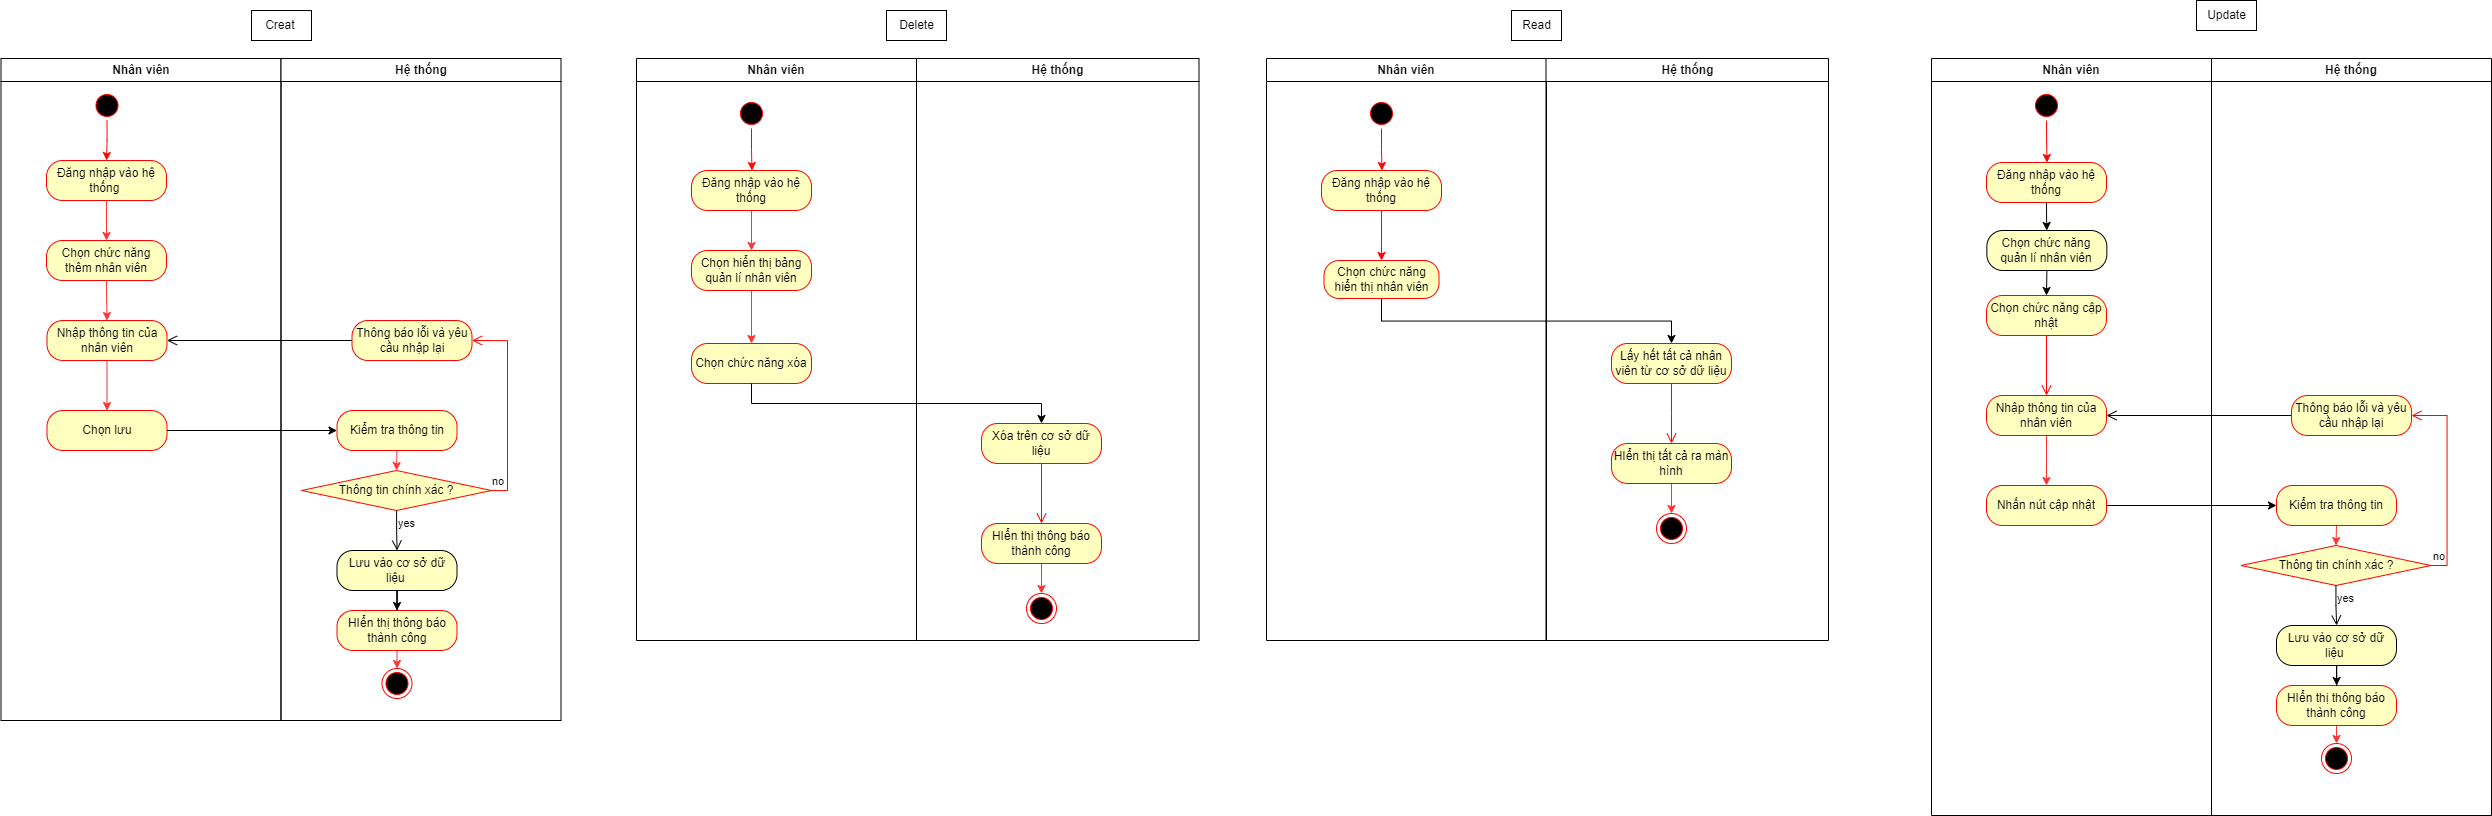 Creat
Nhân viên
Hệ thống
Đăng nhập vào hệ
thống
Chọn chức năng
thêm nhân viên
Nhập thông tin của
nhân viên
Thông báo lỗi và yêu
cầu nhập lại
Chọn lưu
Kiểm tra thông tin
Thông tin chính xác ?
no
yes
Lưu vào cơ sở dữ
liệu
HIển thị thông báo
thành công
Delete
Nhân viên
Hệ thống
Đăng nhập vào hệ
thống
Chọn hiển thị bảng
quản lí nhân viên
Chọn chức năng xóa
Xóa trên cơ sở dữ
liệu
HIển thị thông báo
thành công
Read
Nhân viên
Hệ thống
Đăng nhập vào hệ
thống
Chọn chức năng
hiển thị nhân viên
Lấy hết tất cả nhân
viên từ cơ sở dữ liệu
HIển thị tất cả ra màn
hình
Update
Nhân viên
Hệ thống
Đăng nhập vào hệ
thống
Chọn chức năng
quản lí nhân viên
Chọn chức năng cập
nhật
Nhập thông tin của
nhân viên
Thông báo lỗi và yêu
cầu nhập lại
Nhấn nút cập nhật
Kiểm tra thông tin
Thông tin chính xác ?
no
yes
Lưu vào cơ sở dữ
liệu
HIển thị thông báo
thành công